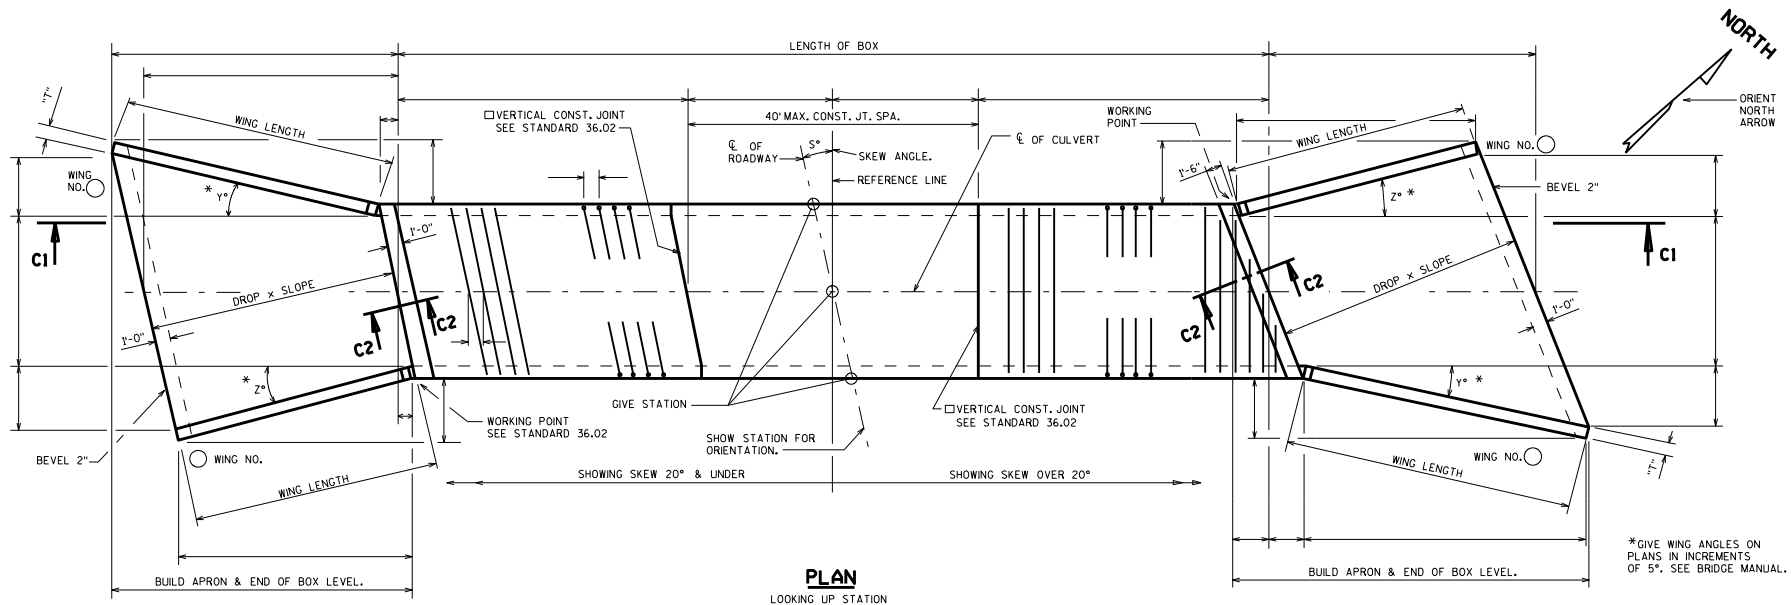 LENGTH OF BOX
NORTH
ORIENT
NORTH
ARROW
"T"
WING LENGTH
□VERTICAL CONST. JOINT
SEE STANDARD 36.02
40' MAX. CONST. JT. SPA.
WORKING
POINT
WING LENGTH
℄ OF
ROADWAY
S°
SKEW ANGLE.
℄ OF CULVERT
REFERENCE LINE
1'-6"
WING NO.
WING
NO.
* Y°
Z° *
BEVEL 2"
C1
C1
1'-0"
DROP x SLOPE
C2
C2
1'-0"
C2
C2
DROP x SLOPE
1'-0"
* Z°
Y° *
GIVE STATION
WORKING POINT
SEE STANDARD 36.02
□VERTICAL CONST. JOINT
SEE STANDARD 36.02
SHOW STATION FOR
ORIENTATION.
BEVEL 2"
WING NO.
WING NO.
"T"
WING LENGTH
WING LENGTH
SHOWING SKEW 20° & UNDER
SHOWING SKEW OVER 20°
BUILD APRON & END OF BOX LEVEL.
BUILD APRON & END OF BOX LEVEL.
*GIVE WING ANGLES ON
PLANS IN INCREMENTS
OF 5°. SEE BRIDGE MANUAL.
PLAN
LOOKING UP STATION